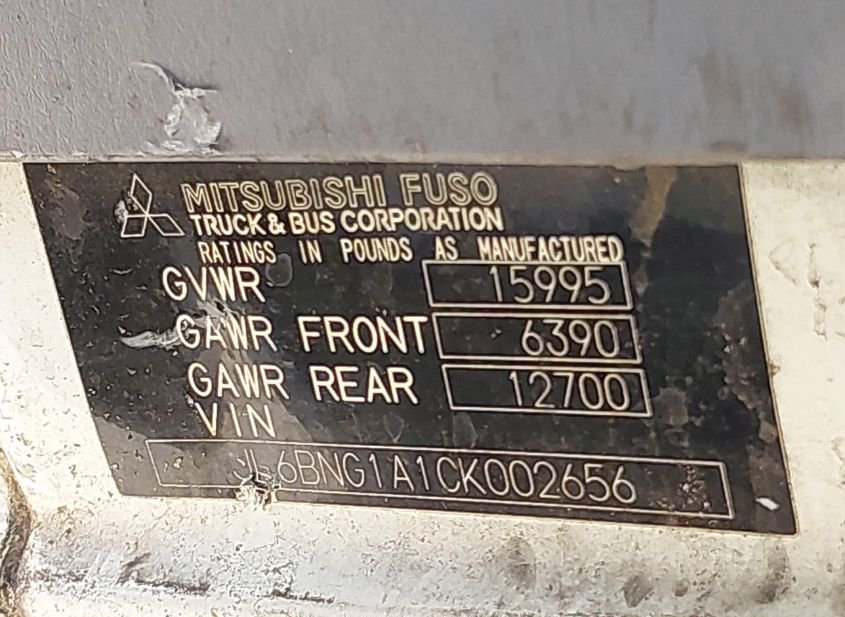 MITSUBISHI FUSO
TRUCK & BUS CORPORATION
RATINGS IN POUNDS AS MANUFACTURED
GVWR 15995
GAWR FRONT 6390
GAWR REAR 12700
VIN
JL6BNG1A1CK002656